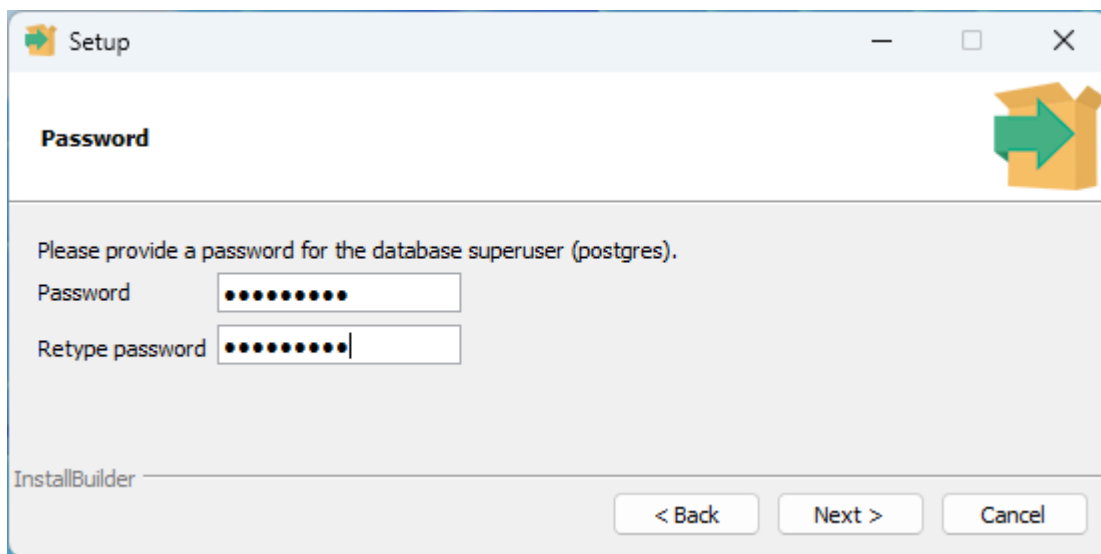 Setup
Password
Please provide a password for the database superuser (postgres).
Password •••••••••
Retype password •••••••••
InstallBuilder
< Back Next > Cancel